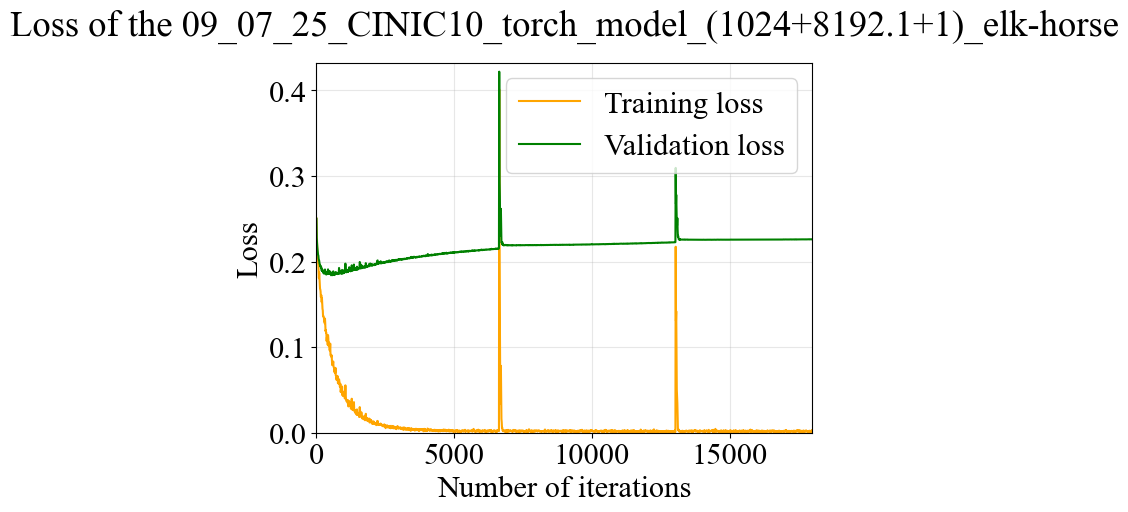 Loss of the 09_07_25_CINIC10_torch_model_(1024+8192.1+1)_elk-horse
Training loss
Validation loss
Loss
0.4
0.3
0.2
0.1
0.0
0 5000 10000 15000
Number of iterations